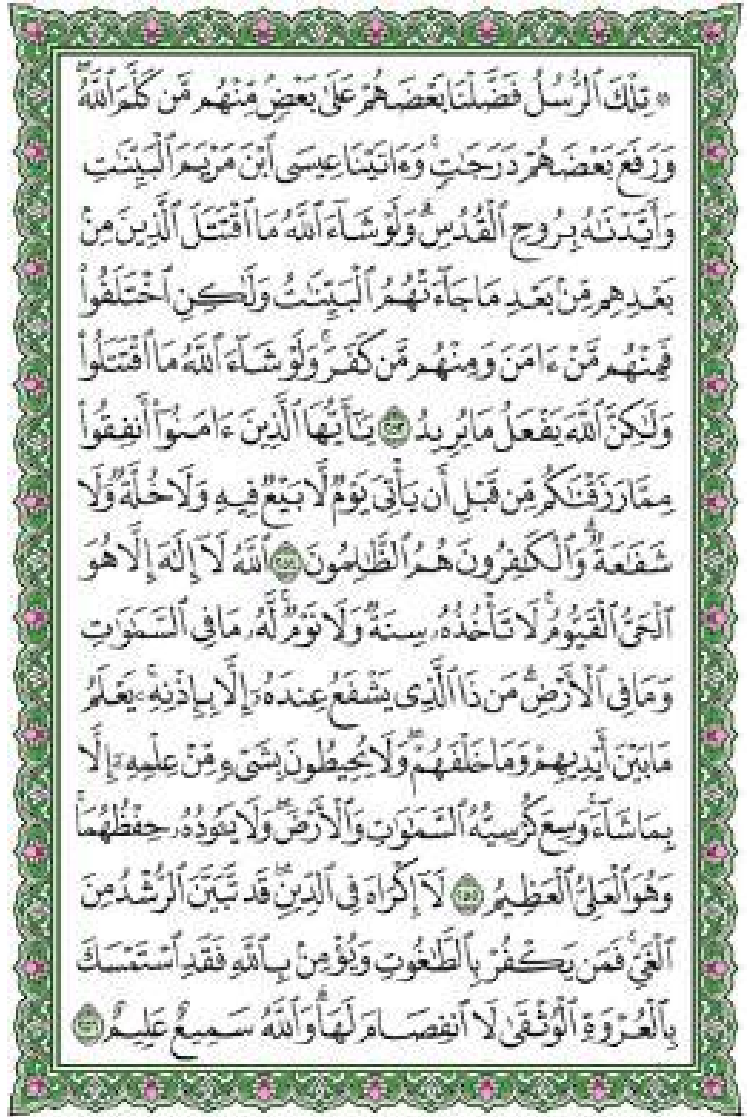 ۞ تِلْكَ ٱلرُّسُلُ فَضَّلْنَا بَعْضَهُمْ عَلَىٰ بَعْضٍ مِّنْهُم مَّن كَلَّمَ ٱللَّهُ
وَرَفَعَ بَعْضَهُمْ دَرَجَـٰتٍ وَءَاتَيْنَا عِيسَى ٱبْنَ مَرْيَمَ ٱلْبَيِّنَـٰتِ
وَأَيَّدْنَـٰهُ بِرُوحِ ٱلْقُدُسِ ۗ وَلَوْ شَآءَ ٱللَّهُ مَا ٱقْتَتَلَ ٱلَّذِينَ مِنۢ
بَعْدِهِم مِّنۢ بَعْدِ مَا جَآءَتْهُمُ ٱلْبَيِّنَـٰتُ وَلَـٰكِنِ ٱخْتَلَفُوا۟
فَمِنْهُم مَّنْ ءَامَنَ وَمِنْهُم مَّن كَفَرَ ۚ وَلَوْ شَآءَ ٱللَّهُ مَا ٱقْتَتَلُوا۟
وَلَـٰكِنَّ ٱللَّهَ يَفْعَلُ مَا يُرِيدُ ٢٥٣ يَـٰٓأَيُّهَا ٱلَّذِينَ ءَامَنُوٓا۟ أَنفِقُوا۟
مِمَّا رَزَقْنَـٰكُم مِّن قَبْلِ أَن يَأْتِىَ يَوْمٌ لَّا بَيْعٌ فِيهِ وَلَا خُلَّةٌ وَلَا
شَفَـٰعَةٌ ۗ وَٱلْكَـٰفِرُونَ هُمُ ٱلظَّـٰلِمُونَ ٢٥٤ ٱللَّهُ لَآ إِلَـٰهَ إِلَّا هُوَ
ٱلْحَىُّ ٱلْقَيُّومُ ۚ لَا تَأْخُذُهُۥ سِنَةٌ وَلَا نَوْمٌ ۚ لَّهُۥ مَا فِى ٱلسَّمَـٰوَٰتِ
وَمَا فِى ٱلْأَرْضِ ۗ مَن ذَا ٱلَّذِى يَشْفَعُ عِندَهُۥٓ إِلَّا بِإِذْنِهِۦ ۚ يَعْلَمُ
مَا بَيْنَ أَيْدِيهِمْ وَمَا خَلْفَهُمْ ۖ وَلَا يُحِيطُونَ بِشَىْءٍ مِّنْ عِلْمِهِۦٓ إِلَّا
بِمَا شَآءَ ۚ وَسِعَ كُرْسِيُّهُ ٱلسَّمَـٰوَٰتِ وَٱلْأَرْضَ ۖ وَلَا يَـُٔودُهُۥ حِفْظُهُمَا ۚ
وَهُوَ ٱلْعَلِىُّ ٱلْعَظِيمُ ٢٥٥ لَآ إِكْرَاهَ فِى ٱلدِّينِ ۖ قَد تَّبَيَّنَ ٱلرُّشْدُ مِنَ
ٱلْغَىِّ ۚ فَمَن يَكْفُرْ بِٱلطَّـٰغُوتِ وَيُؤْمِنۢ بِٱللَّهِ فَقَدِ ٱسْتَمْسَكَ
بِٱلْعُرْوَةِ ٱلْوُثْقَىٰ لَا ٱنفِصَامَ لَهَا ۗ وَٱللَّهُ سَمِيعٌ عَلِيمٌ ٢٥٦